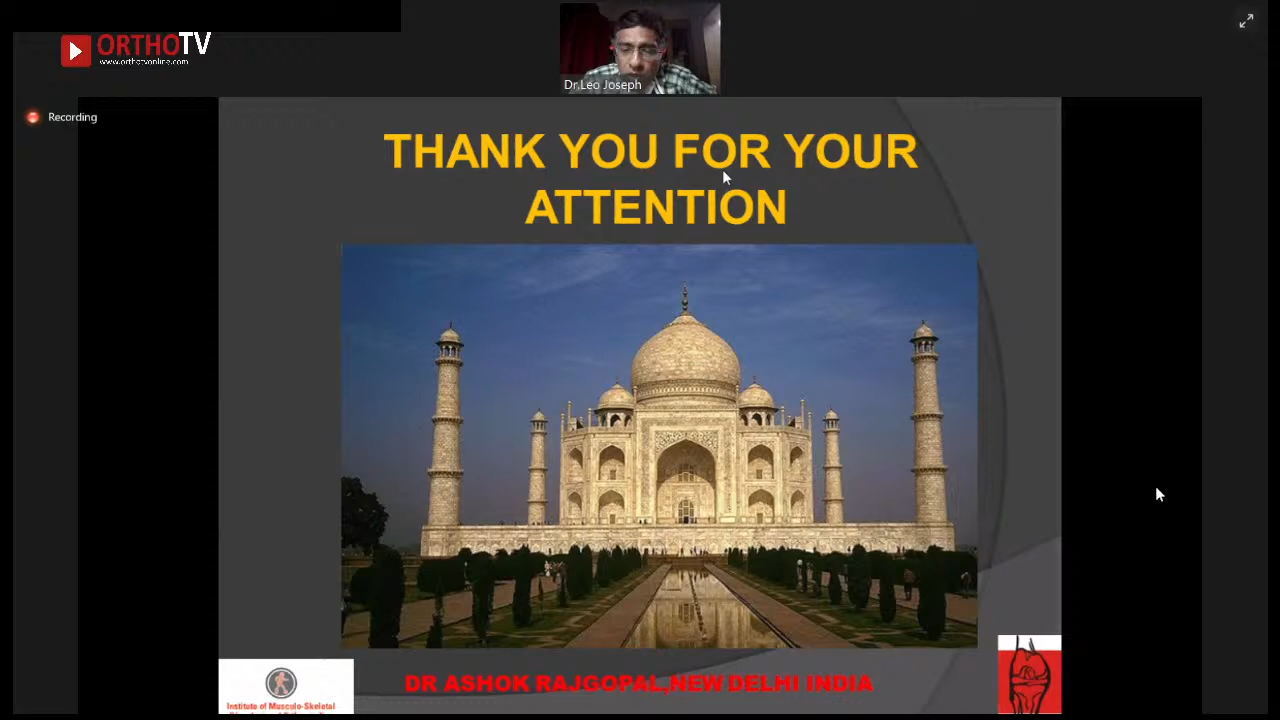 ORTHOTV
www.orthotvonline.com
Dr.Leo Joseph
Recording
THANK YOU FOR YOUR
ATTENTION
DR ASHOK RAJGOPAL,NEW DELHI INDIA
Institute of Musculo-Skeletal